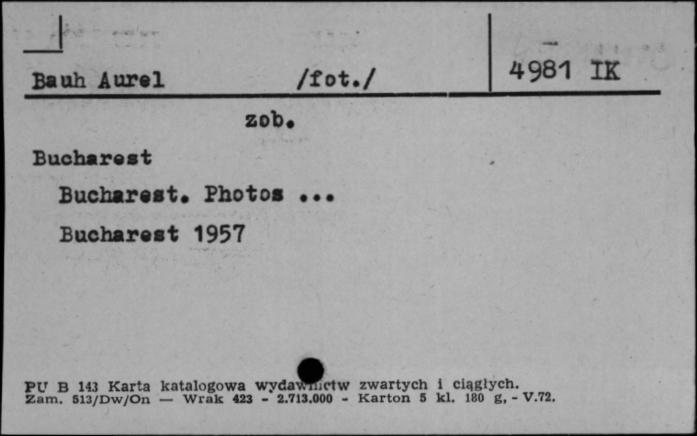 Bauh Aurel /fot./ 4981 IK
zob.
Bucharest
Bucharest. Photos ...
Bucharest 1957
PU B 143 Karta katalogowa wydawnictw zwartych i ciągłych.
Zam. 513/Dw/On — Wrak 423 - 2.713.000 - Karton 5 kl. 180 g, - V.72.